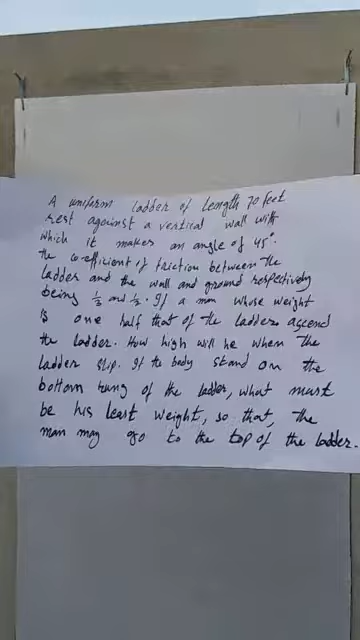 A uniform ladder of length 70 feet
rest against a vertical wall with
which it makes an angle of 45°.
the co-efficient of friction between the
ladder and the wall and ground respectively
being ⅓ and ½. If a man whose weight
is one half that of the ladder ascend
the ladder. How high will he when the
ladder slip. If the body stand on the
bottom rung of the ladder, what must
be his least weight, so that, the
man may go to the top of the ladder.